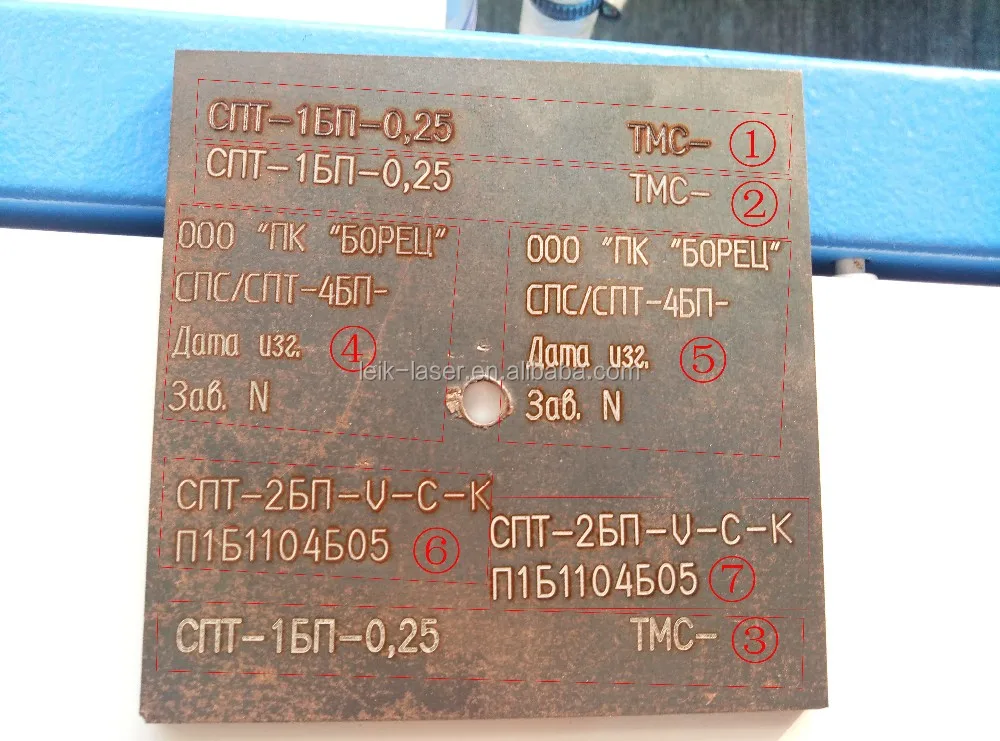 СПТ-1БП-0,25 ТМС- ①
СПТ-1БП-0,25 ТМС- ②
ООО "ПК "БОРЕЦ"
СПС/СПТ-4БП-
Дата изг. ④
Зав. N
ООО "ПК "БОРЕЦ"
СПС/СПТ-4БП-
Дата изг. ⑤
Зав. N
leik-laser.en.alibaba.com
СПТ-2БП-V-C-K
П1Б1104Б05 ⑥
СПТ-2БП-V-C-K
П1Б1104Б05 ⑦
СПТ-1БП-0,25 ТМС- ③